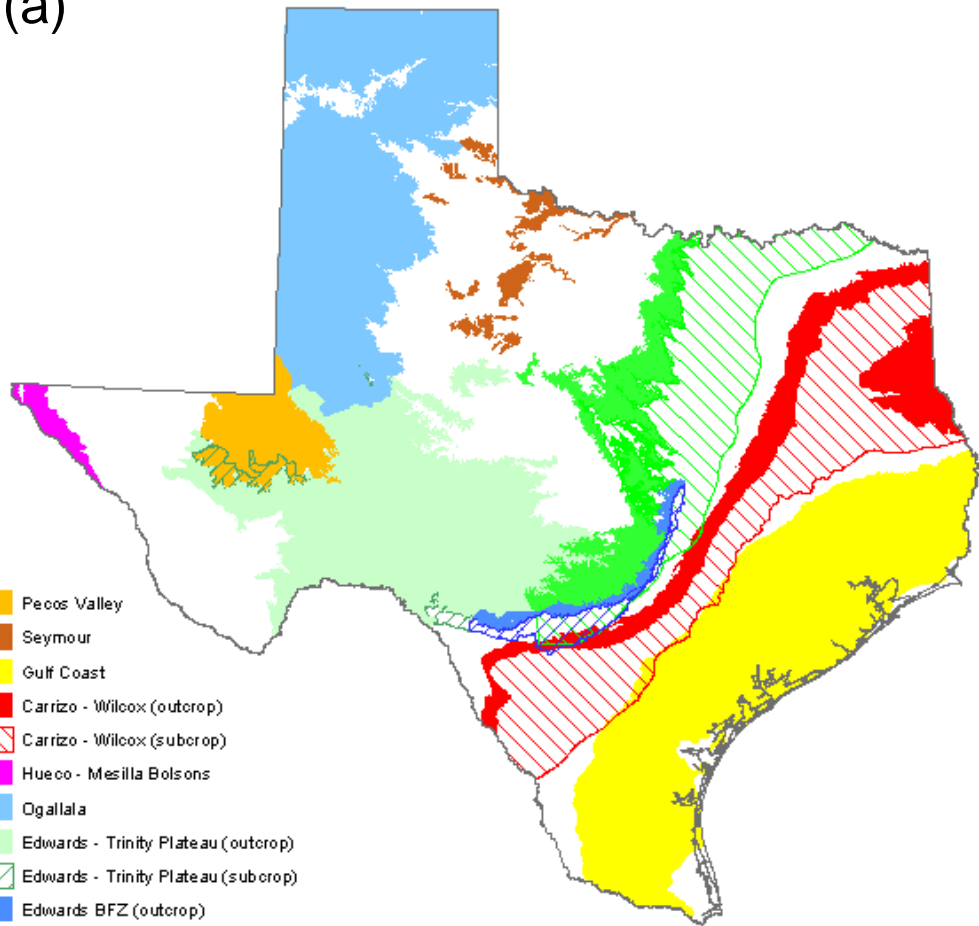 (a)
Pecos Valley
Seymour
Gulf Coast
Carrizo - Wilcox (outcrop)
Carrizo - Wilcox (subcrop)
Hueco - Mesilla Bolsons
Ogallala
Edwards - Trinity Plateau (outcrop)
Edwards - Trinity Plateau (subcrop)
Edwards BFZ (outcrop)